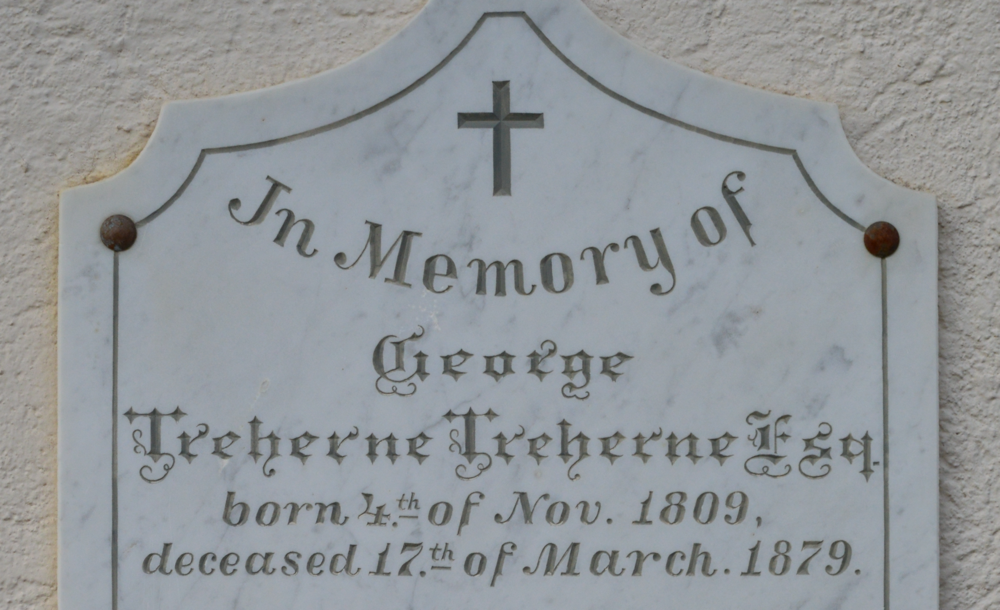 In Memory of
George
Treherne Treherne Esq.
born 4.th of Nov. 1809,
deceased 17.th of March. 1879.